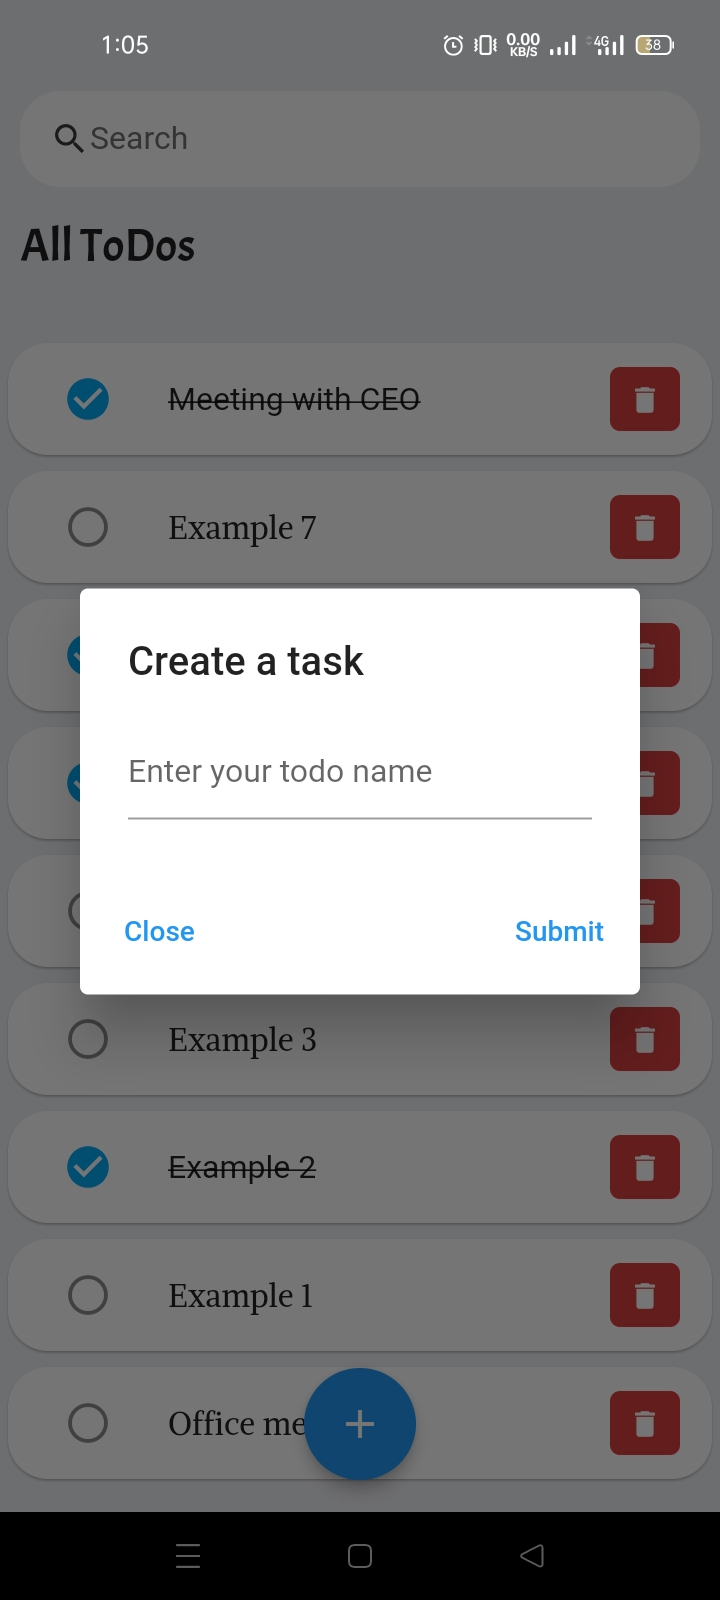 1:05
0.00
KB/S
4G
38
Search
All ToDos
Meeting with CEO
Example 7
Create a task
Enter your todo name
Close
Submit
Example 3
Example 2
Example 1
Office me